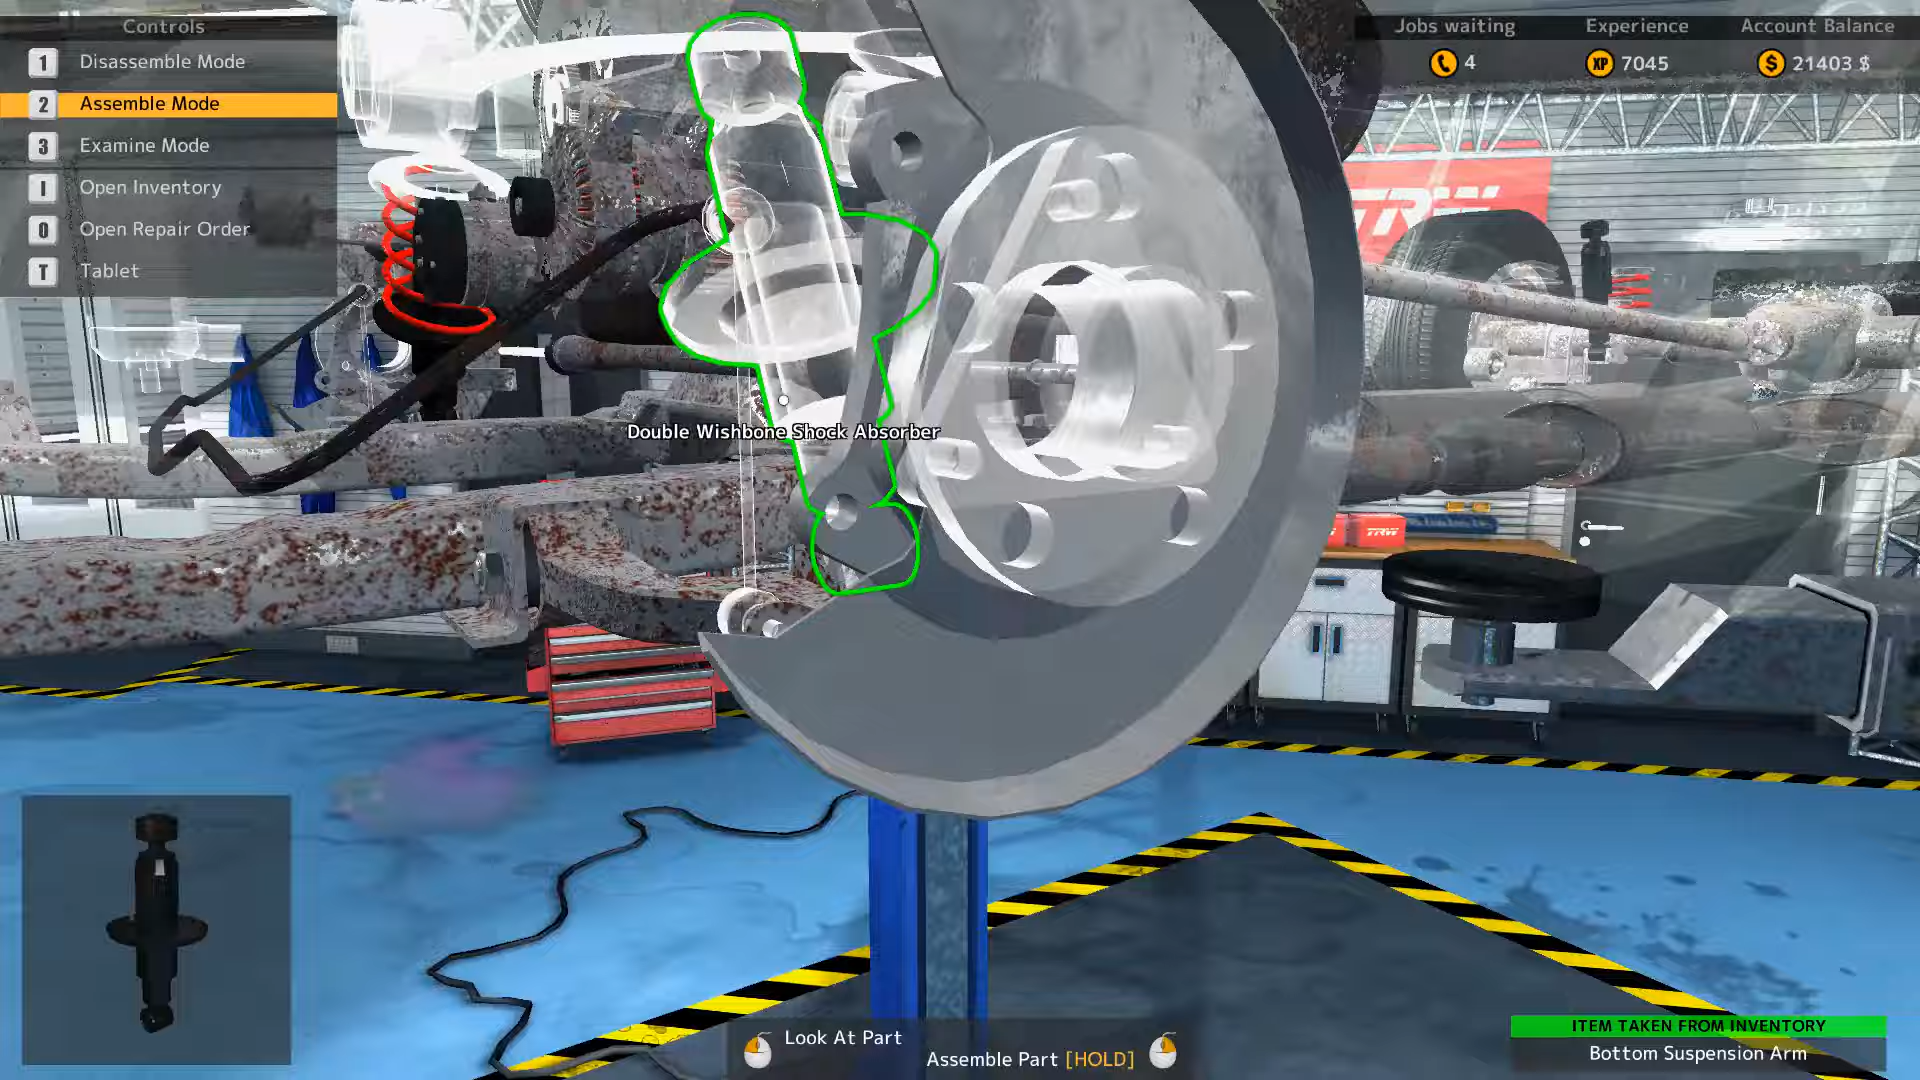 Controls
1 Disassemble Mode
2 Assemble Mode
3 Examine Mode
I Open Inventory
O Open Repair Order
T Tablet
Jobs waiting
4
Experience
XP 7045
Account Balance
$ 21403 $
TRW
Double Wishbone Shock Absorber
TRW
Look At Part
Assemble Part [HOLD]
ITEM TAKEN FROM INVENTORY
Bottom Suspension Arm